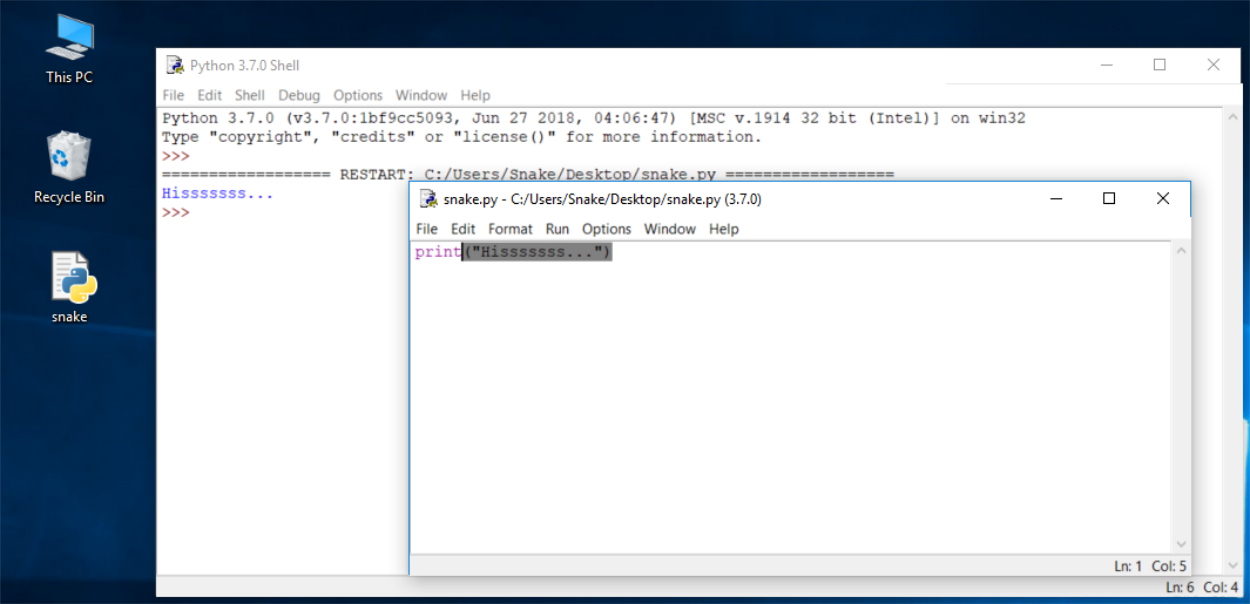 This PC
Recycle Bin
snake
Python 3.7.0 Shell
File Edit Shell Debug Options Window Help
Python 3.7.0 (v3.7.0:1bf9cc5093, Jun 27 2018, 04:06:47) [MSC v.1914 32 bit (Intel)] on win32
Type "copyright", "credits" or "license()" for more information.
>>>
================== RESTART: C:/Users/Snake/Desktop/snake.py ==================
Hisssssss...
>>>
snake.py - C:/Users/Snake/Desktop/snake.py (3.7.0)
File Edit Format Run Options Window Help
print("Hisssssss...")
Ln: 1 Col: 5
Ln: 6 Col: 4